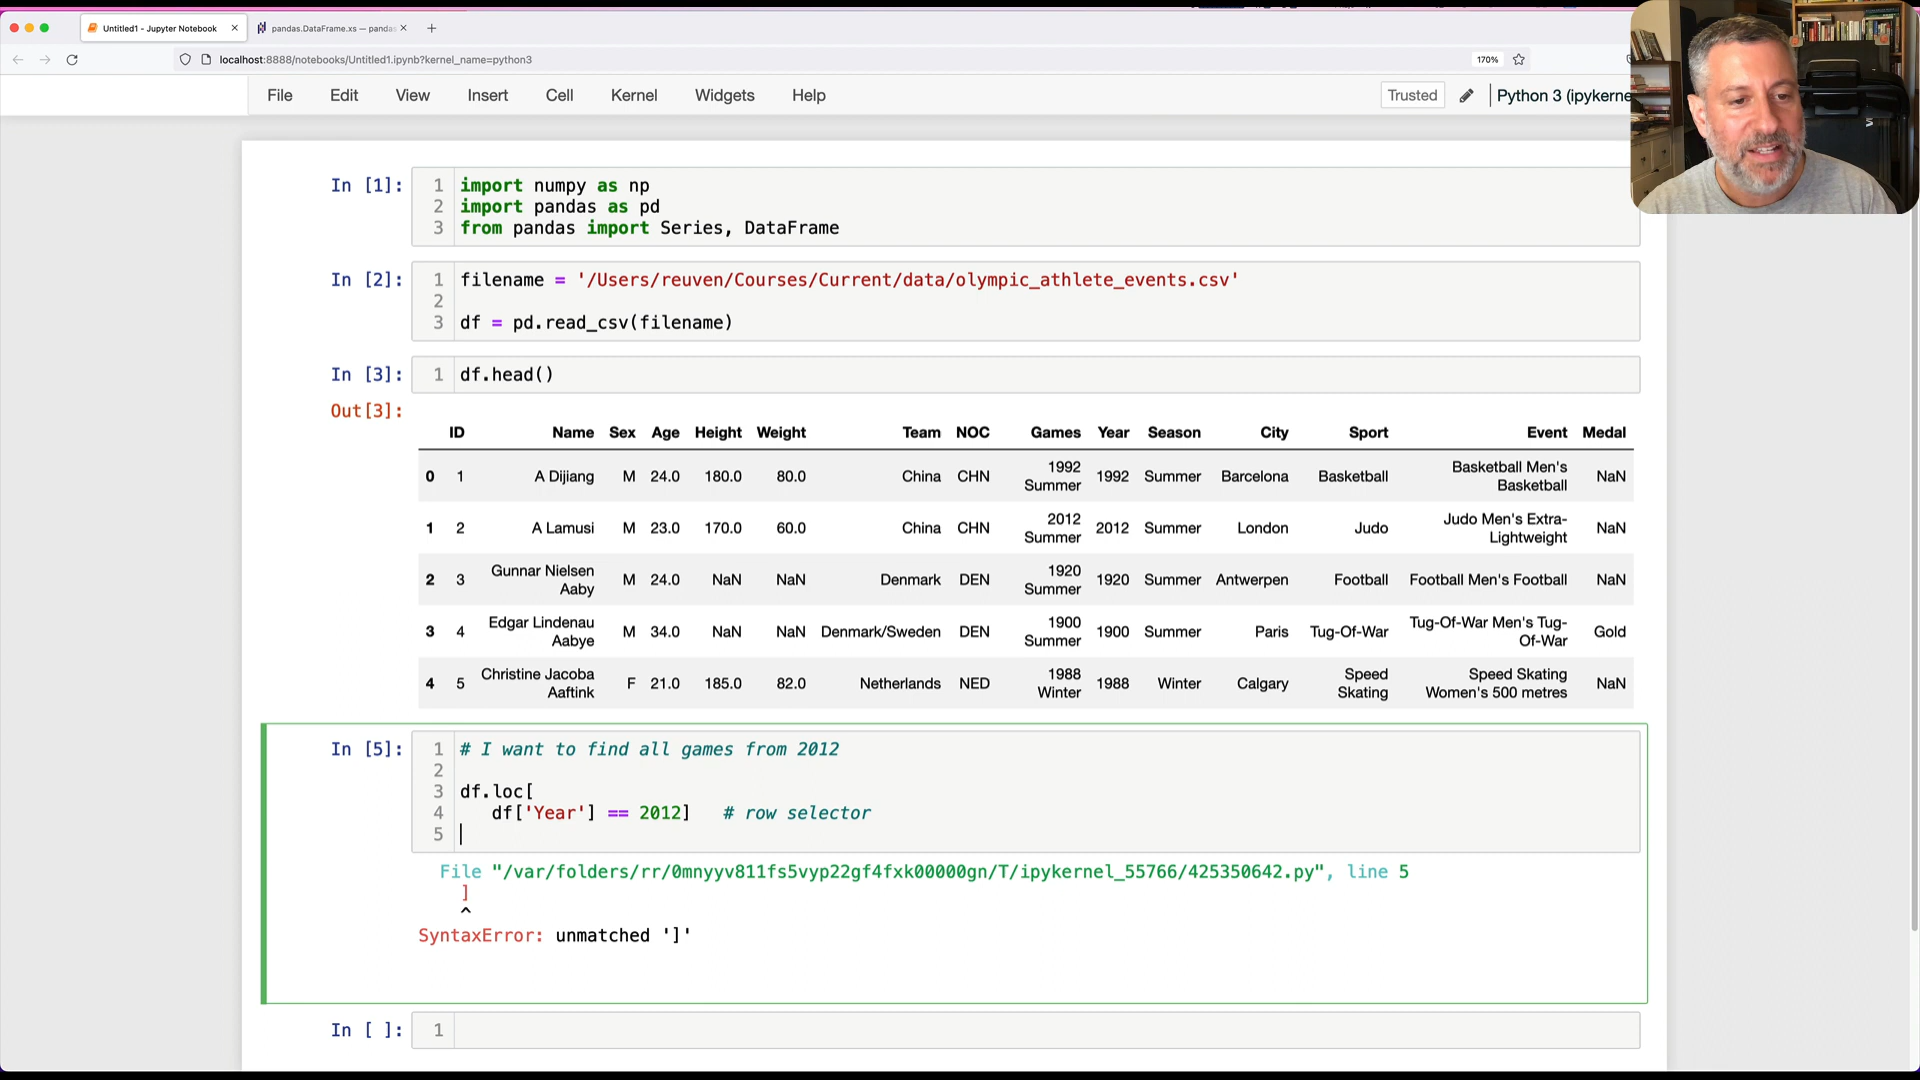 Untitled1 - Jupyter Notebook
pandas.DataFrame.xs — pandas
localhost:8888/notebooks/Untitled1.ipynb?kernel_name=python3
170%
File Edit View Insert Cell Kernel Widgets Help
Trusted
Python 3 (ipykerne
In [1]:
1 import numpy as np
2 import pandas as pd
3 from pandas import Series, DataFrame
In [2]:
1 filename = '/Users/reuven/Courses/Current/data/olympic_athlete_events.csv'
2
3 df = pd.read_csv(filename)
In [3]:
1 df.head()
Out[3]:
ID Name Sex Age Height Weight Team NOC Games Year Season City Sport Event Medal
0 1 A Dijiang M 24.0 180.0 80.0 China CHN 1992 Summer 1992 Summer Barcelona Basketball Basketball Men's Basketball NaN
1 2 A Lamusi M 23.0 170.0 60.0 China CHN 2012 Summer 2012 Summer London Judo Judo Men's Extra-Lightweight NaN
2 3 Gunnar Nielsen Aaby M 24.0 NaN NaN Denmark DEN 1920 Summer 1920 Summer Antwerpen Football Football Men's Football NaN
3 4 Edgar Lindenau Aabye M 34.0 NaN NaN Denmark/Sweden DEN 1900 Summer 1900 Summer Paris Tug-Of-War Tug-Of-War Men's Tug-Of-War Gold
4 5 Christine Jacoba Aaftink F 21.0 185.0 82.0 Netherlands NED 1988 Winter 1988 Winter Calgary Speed Skating Speed Skating Women's 500 metres NaN
In [5]:
1 # I want to find all games from 2012
2
3 df.loc[
4 df['Year'] == 2012] # row selector
5
File "/var/folders/rr/0mnyyv811fs5vyp22gf4fxk00000gn/T/ipykernel_55766/425350642.py", line 5
]
^
SyntaxError: unmatched ']'
In [ ]:
1